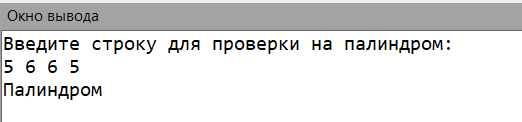 Окно вывода
Введите строку для проверки на палиндром:
5 6 6 5
Палиндром